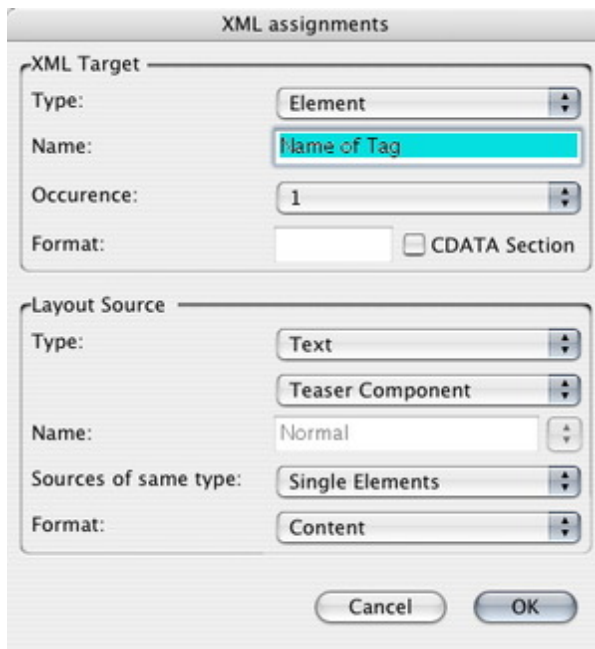 XML assignments
XML Target
Type: Element
Name: Name of Tag
Occurence: 1
Format: CDATA Section
Layout Source
Type: Text
Teaser Component
Name: Normal
Sources of same type: Single Elements
Format: Content
Cancel OK